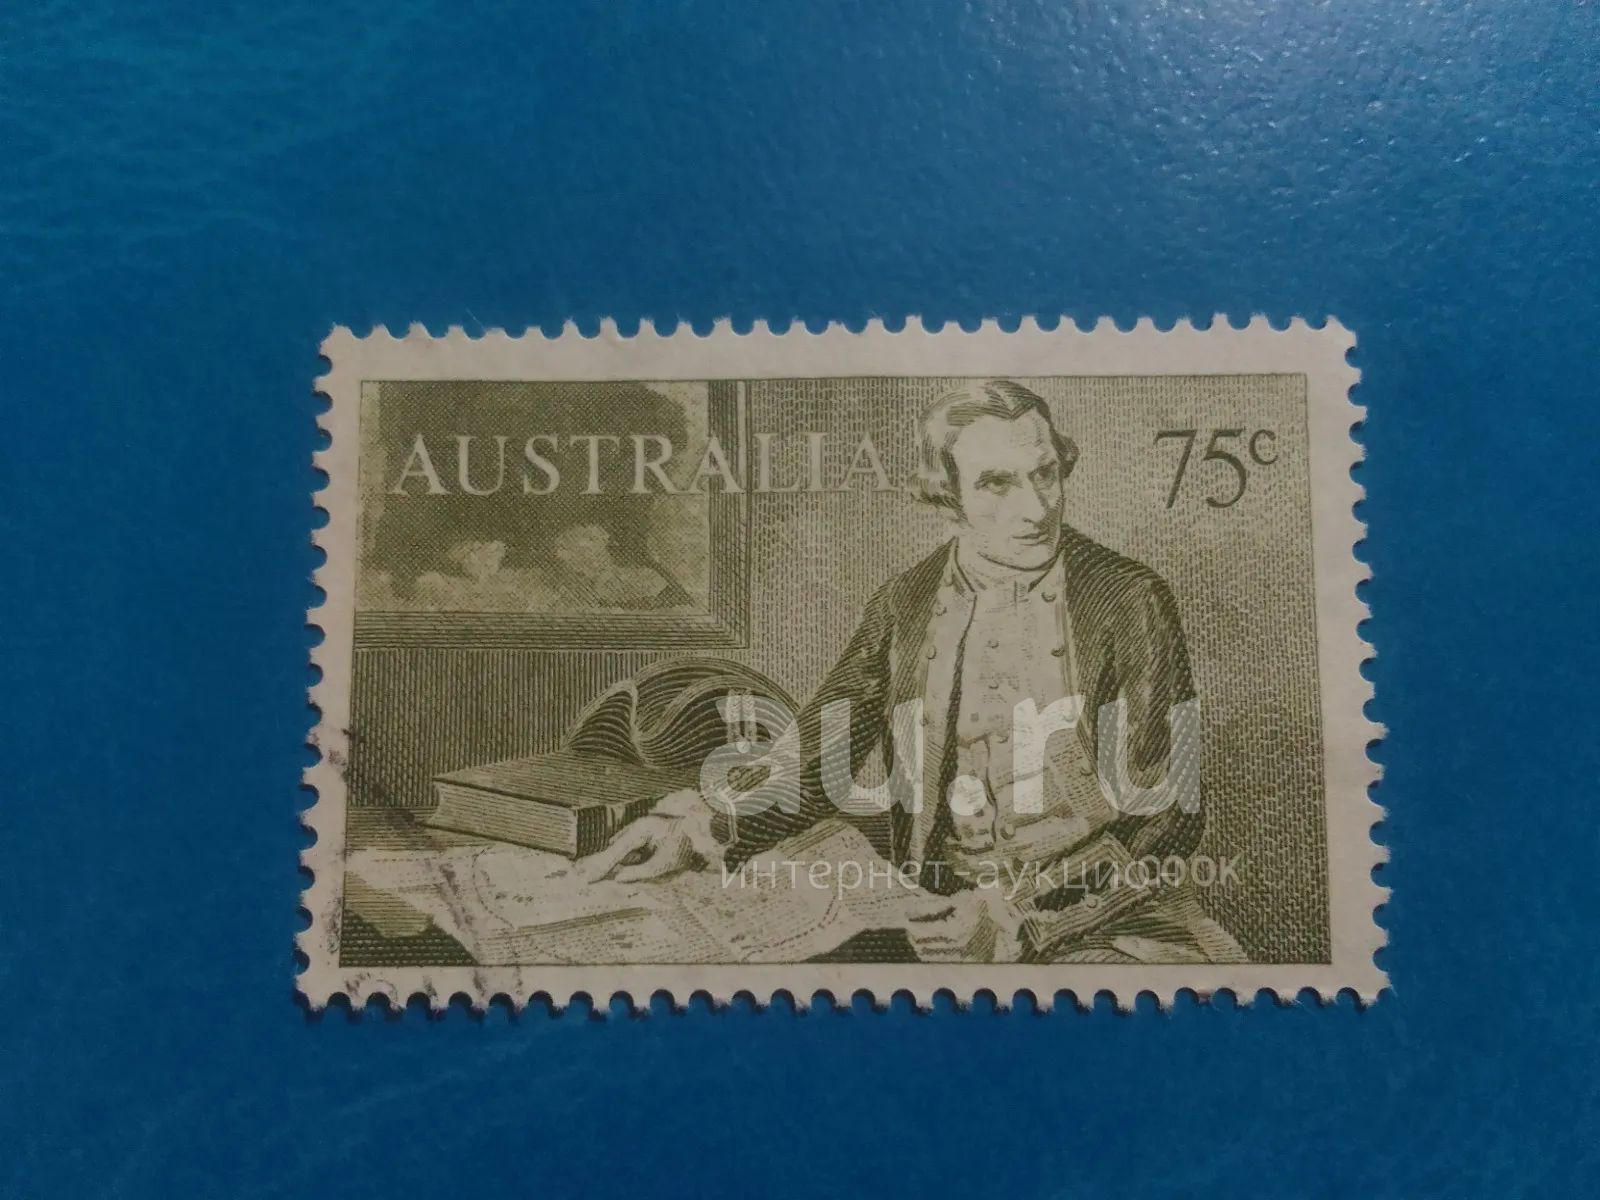 AUSTRALIA
75c
au.ru
интернет-аукцион